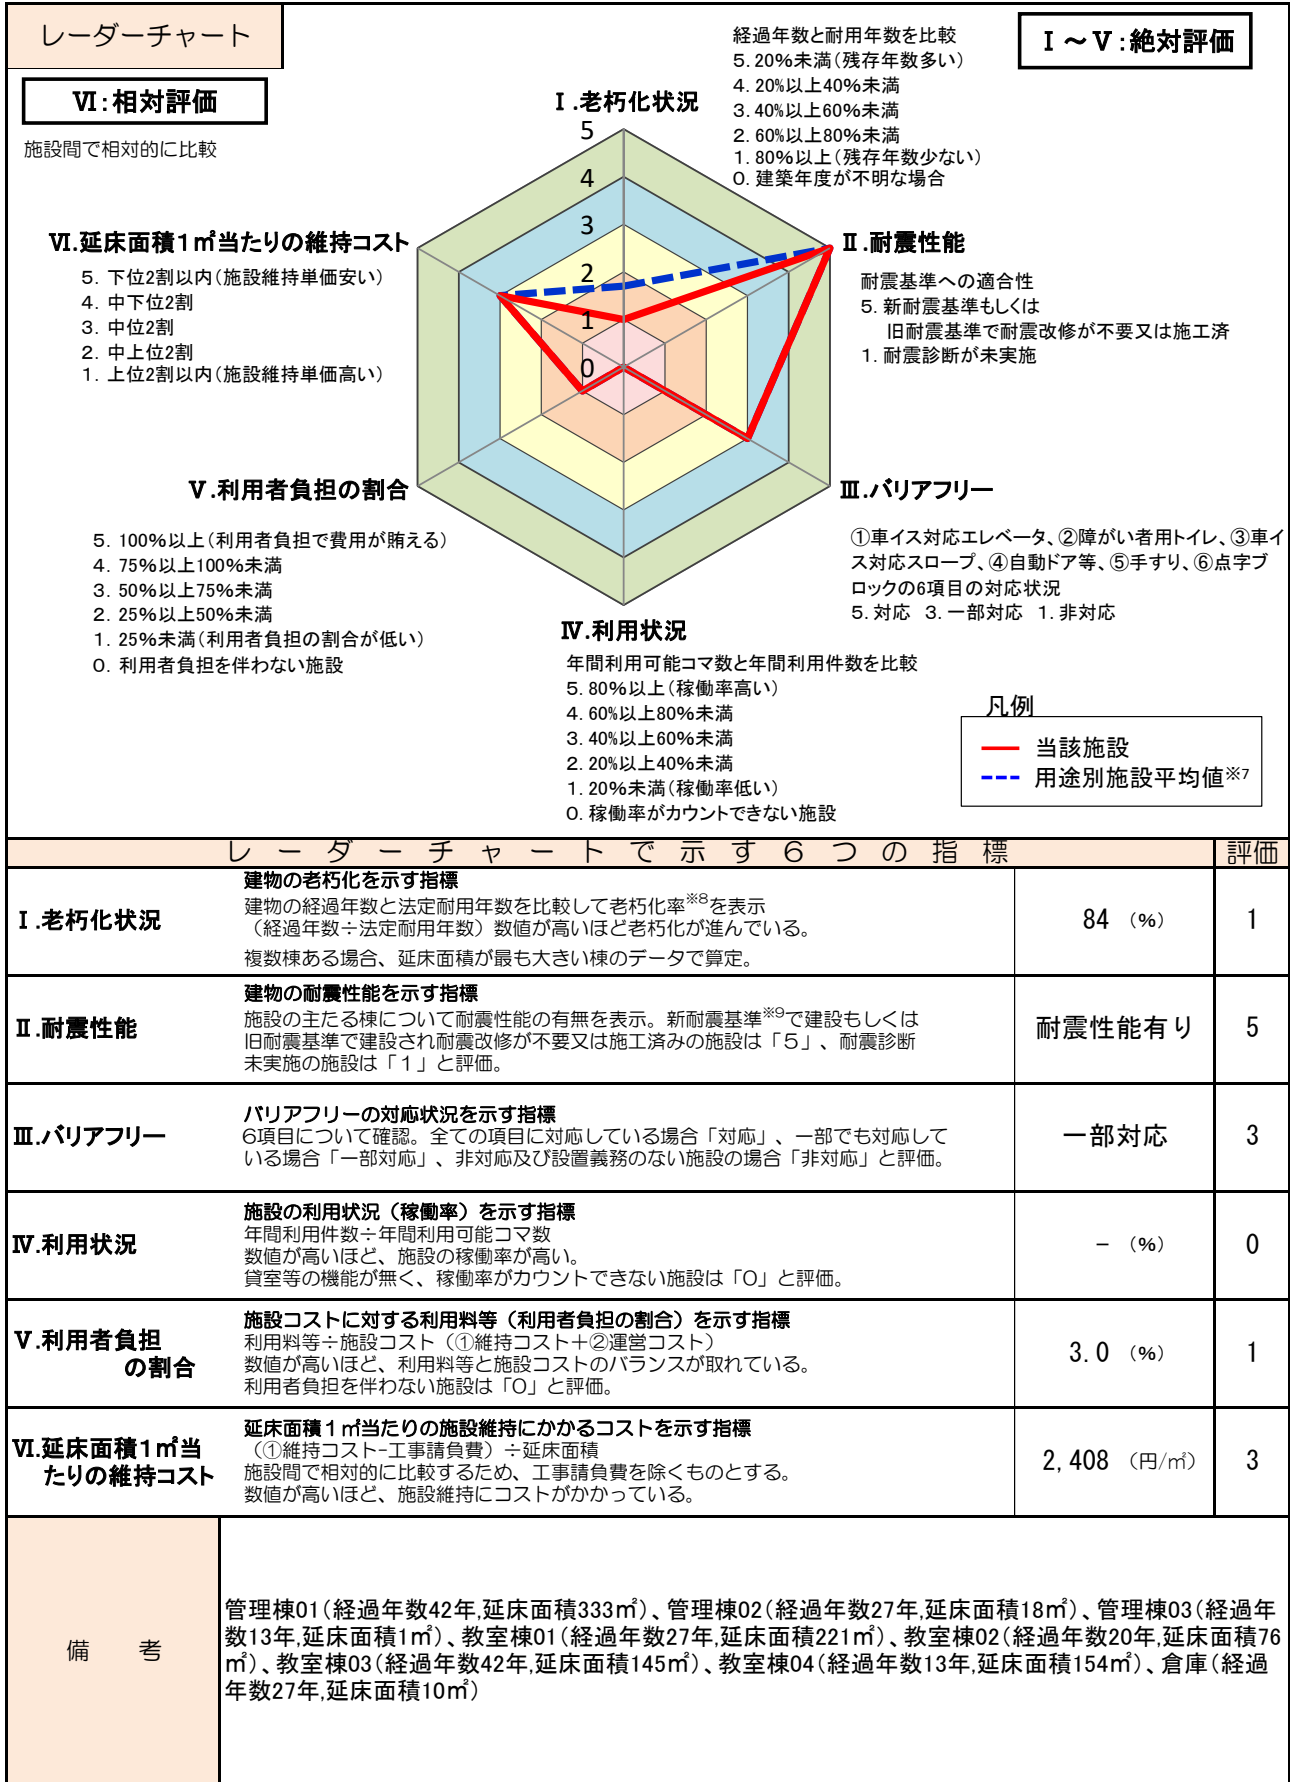 レーダーチャート
Ⅵ:相対評価
施設間で相対的に比較
Ⅰ～Ⅴ:絶対評価
経過年数と耐用年数を比較
5.20%未満(残存年数多い)
4.20%以上40%未満
3.40%以上60%未満
2.60%以上80%未満
1.80%以上(残存年数少ない)
0.建築年度が不明な場合
Ⅰ.老朽化状況
5
4
3
2
1
0
Ⅱ.耐震性能
耐震基準への適合性
5.新耐震基準もしくは
旧耐震基準で耐震改修が不要又は施工済
1.耐震診断が未実施
Ⅵ.延床面積1㎡当たりの維持コスト
5.下位2割以内(施設維持単価安い)
4.中下位2割
3.中位2割
2.中上位2割
1.上位2割以内(施設維持単価高い)
Ⅴ.利用者負担の割合
5.100%以上(利用者負担で費用が賄える)
4.75%以上100%未満
3.50%以上75%未満
2.25%以上50%未満
1.25%未満(利用者負担の割合が低い)
0.利用者負担を伴わない施設
Ⅲ.バリアフリー
①車イス対応エレベータ、②障がい者用トイレ、③車イ
ス対応スロープ、④自動ドア等、⑤手すり、⑥点字ブ
ロックの6項目の対応状況
5.対応 3.一部対応 1.非対応
Ⅳ.利用状況
年間利用可能コマ数と年間利用件数を比較
5.80%以上(稼働率高い)
4.60%以上80%未満
3.40%以上60%未満
2.20%以上40%未満
1.20%未満(稼働率低い)
0.稼働率がカウントできない施設
凡例
当該施設
用途別施設平均値※7
レーダーチャートで示す6つの指標 評価
Ⅰ.老朽化状況
建物の老朽化を示す指標
建物の経過年数と法定耐用年数を比較して老朽化率※8を表示
（経過年数÷法定耐用年数）数値が高いほど老朽化が進んでいる。
複数棟ある場合、延床面積が最も大きい棟のデータで算定。
84 (%) 1
Ⅱ.耐震性能
建物の耐震性能を示す指標
施設の主たる棟について耐震性能の有無を表示。新耐震基準※9で建設もしくは
旧耐震基準で建設され耐震改修が不要又は施工済みの施設は「5」、耐震診断
未実施の施設は「1」と評価。
耐震性能有り 5
Ⅲ.バリアフリー
バリアフリーの対応状況を示す指標
6項目について確認。全ての項目に対応している場合「対応」、一部でも対応して
いる場合「一部対応」、非対応及び設置義務のない施設の場合「非対応」と評価。
一部対応 3
Ⅳ.利用状況
施設の利用状況（稼働率）を示す指標
年間利用件数÷年間利用可能コマ数
数値が高いほど、施設の稼働率が高い。
貸室等の機能が無く、稼働率がカウントできない施設は「0」と評価。
- (%) 0
Ⅴ.利用者負担
の割合
施設コストに対する利用料等（利用者負担の割合）を示す指標
利用料等÷施設コスト（①維持コスト＋②運営コスト）
数値が高いほど、利用料等と施設コストのバランスが取れている。
利用者負担を伴わない施設は「0」と評価。
3.0 (%) 1
Ⅵ.延床面積1㎡当
たりの維持コスト
延床面積1㎡当たりの施設維持にかかるコストを示す指標
（①維持コスト-工事請負費）÷延床面積
施設間で相対的に比較するため、工事請負費を除くものとする。
数値が高いほど、施設維持にコストがかかっている。
2,408 (円/㎡) 3
備 考
管理棟01(経過年数42年,延床面積333㎡)、管理棟02(経過年数27年,延床面積18㎡)、管理棟03(経過年
数13年,延床面積1㎡)、教室棟01(経過年数27年,延床面積221㎡)、教室棟02(経過年数20年,延床面積76
㎡)、教室棟03(経過年数42年,延床面積145㎡)、教室棟04(経過年数13年,延床面積154㎡)、倉庫(経過
年数27年,延床面積10㎡)